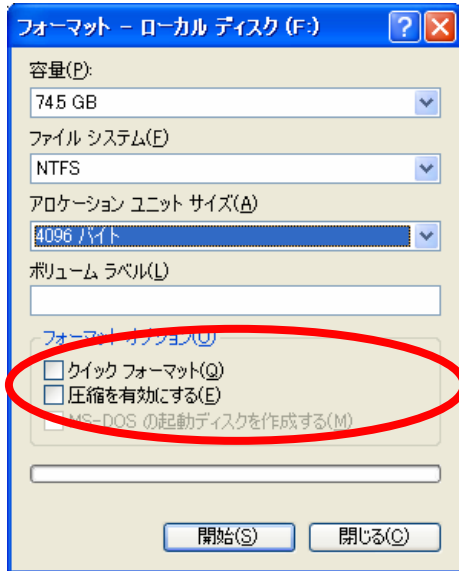 フォーマット - ローカル ディスク (F:)
容量(P):
74.5 GB
ファイル システム(F)
NTFS
アロケーション ユニット サイズ(A)
4096 バイト
ボリューム ラベル(L)
フォーマット オプション(O)
クイック フォーマット(Q)
圧縮を有効にする(E)
MS-DOS の起動ディスクを作成する(M)
開始(S)
閉じる(C)